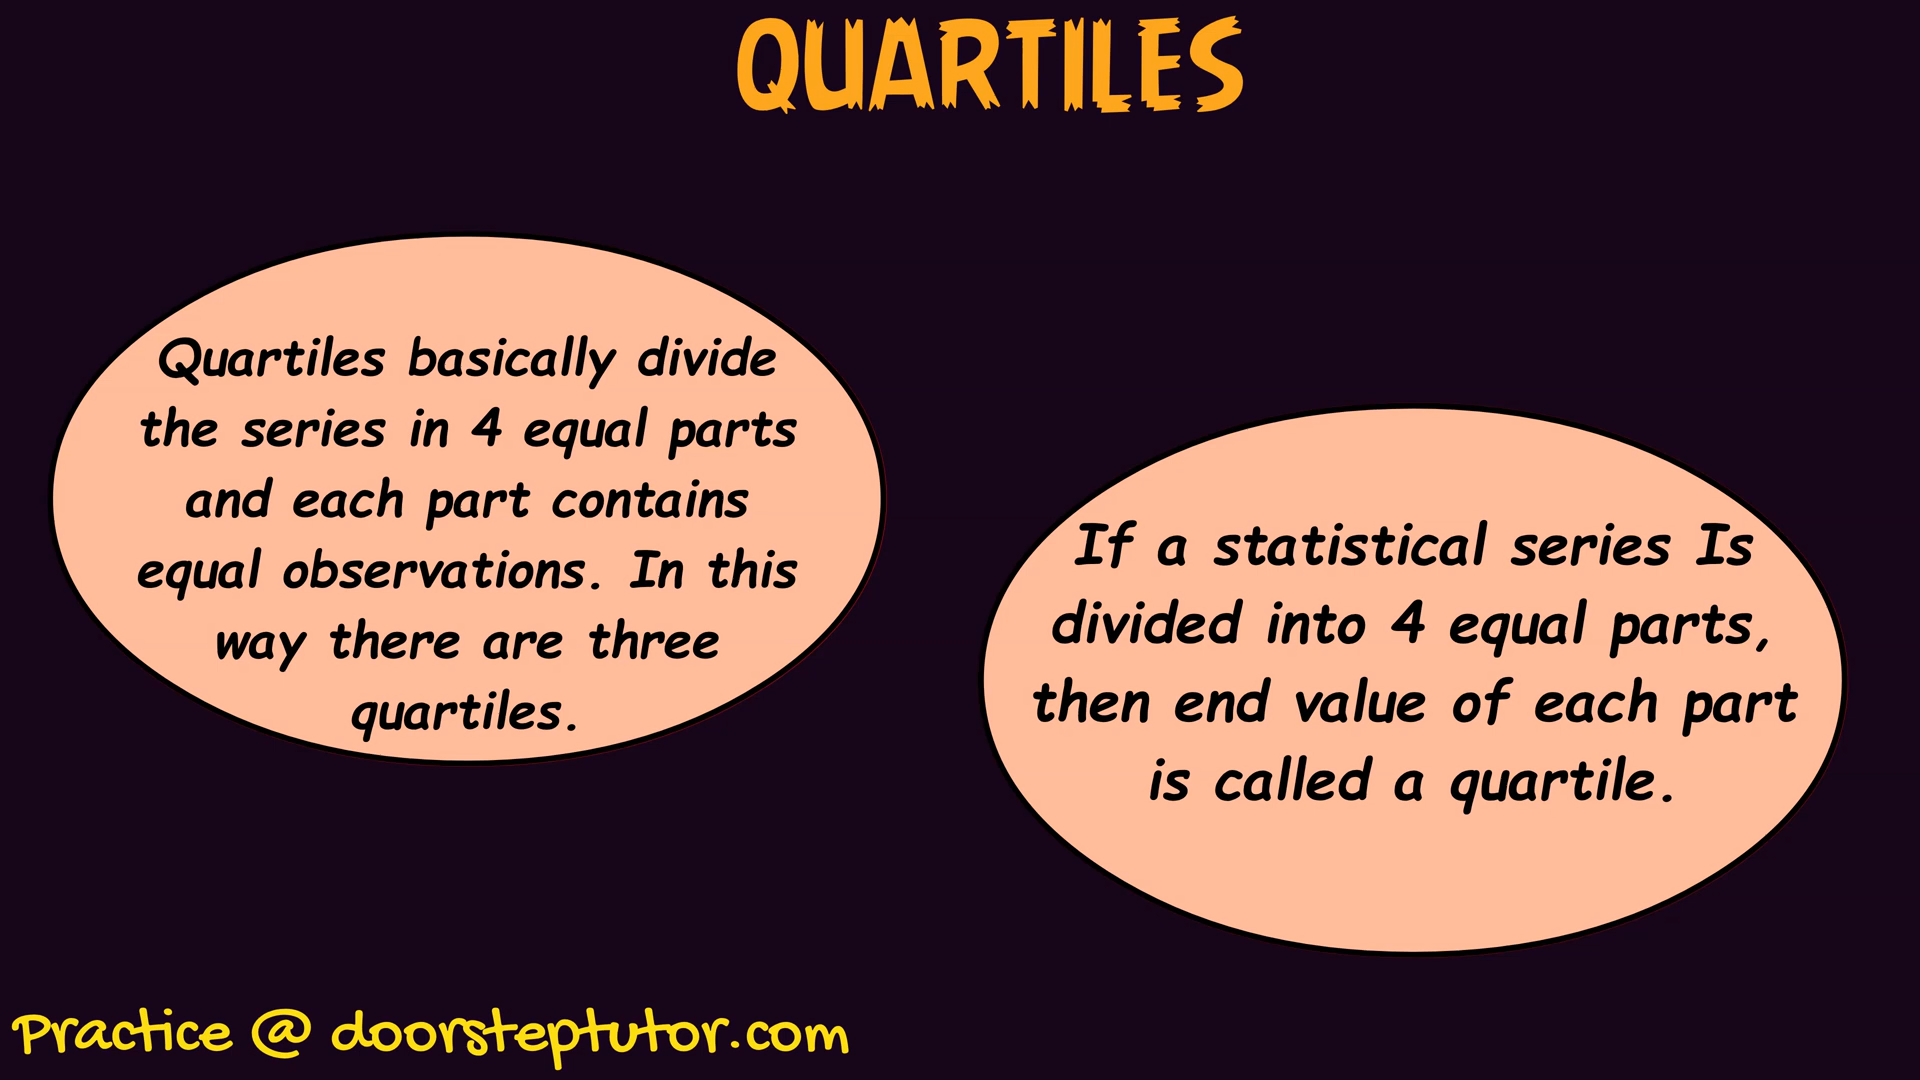 QUARTILES
Quartiles basically divide
the series in 4 equal parts
and each part contains
equal observations. In this
way there are three
quartiles.
If a statistical series Is
divided into 4 equal parts,
then end value of each part
is called a quartile.
Practice @ doorsteptutor.com